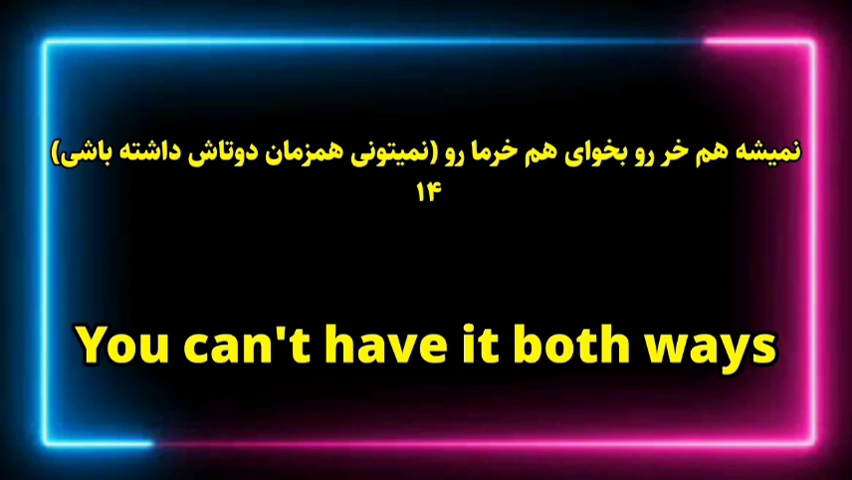 نمیشه هم خر رو بخوای هم خرما رو (نمیتونی همزمان دوتاش داشته باشی)
۱۴
You can't have it both ways